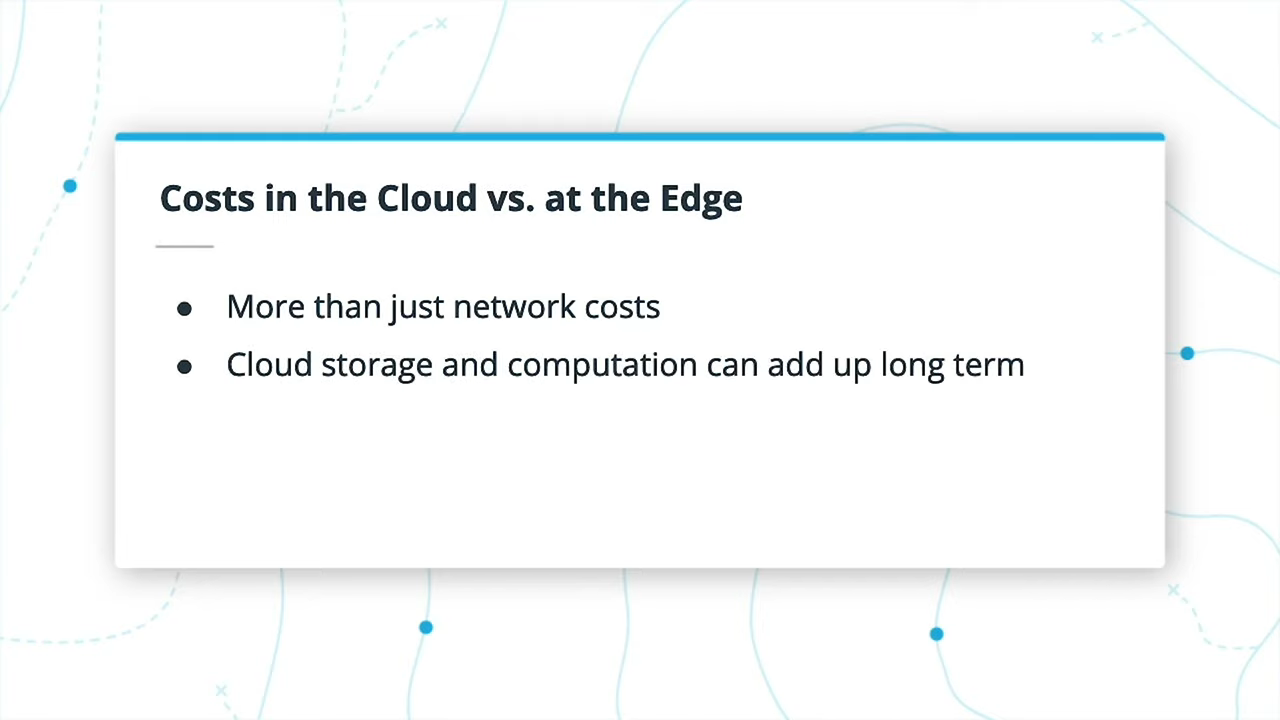 Costs in the Cloud vs. at the Edge
● More than just network costs
● Cloud storage and computation can add up long term